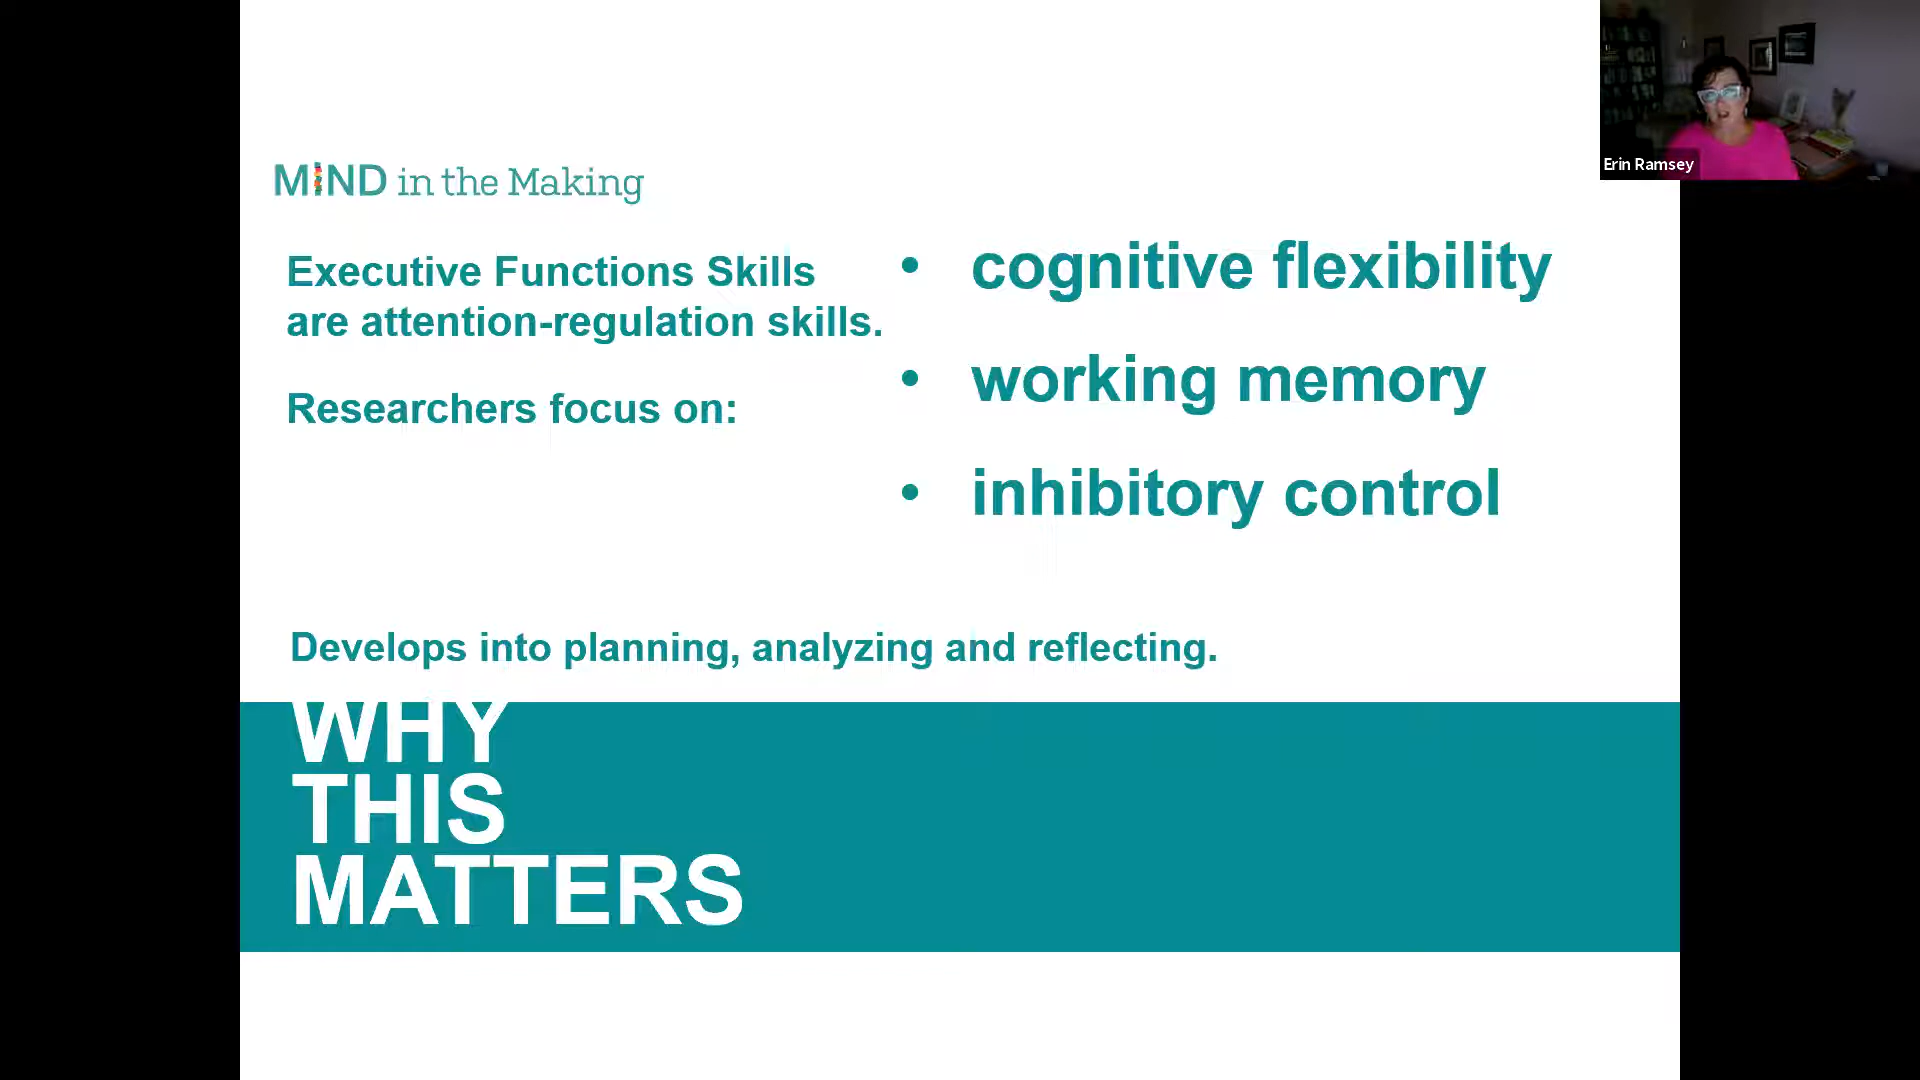 MIND in the Making
Executive Functions Skills
are attention-regulation skills.
Researchers focus on:
• cognitive flexibility
• working memory
• inhibitory control
Develops into planning, analyzing and reflecting.
WHY
THIS
MATTERS
Erin Ramsey